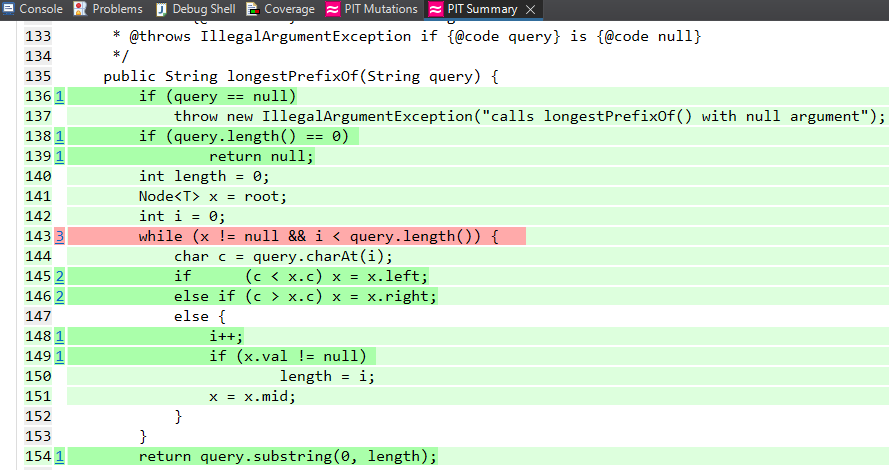 Console Problems Debug Shell Coverage PIT Mutations PIT Summary
133 * @throws IllegalArgumentException if {@code query} is {@code null}
134 */
135 public String longestPrefixOf(String query) {
136 1 if (query == null)
137 throw new IllegalArgumentException("calls longestPrefixOf() with null argument");
138 1 if (query.length() == 0)
139 1 return null;
140 int length = 0;
141 Node<T> x = root;
142 int i = 0;
143 3 while (x != null && i < query.length()) {
144 char c = query.charAt(i);
145 2 if (c < x.c) x = x.left;
146 2 else if (c > x.c) x = x.right;
147 else {
148 1 i++;
149 1 if (x.val != null)
150 length = i;
151 x = x.mid;
152 }
153 }
154 1 return query.substring(0, length);